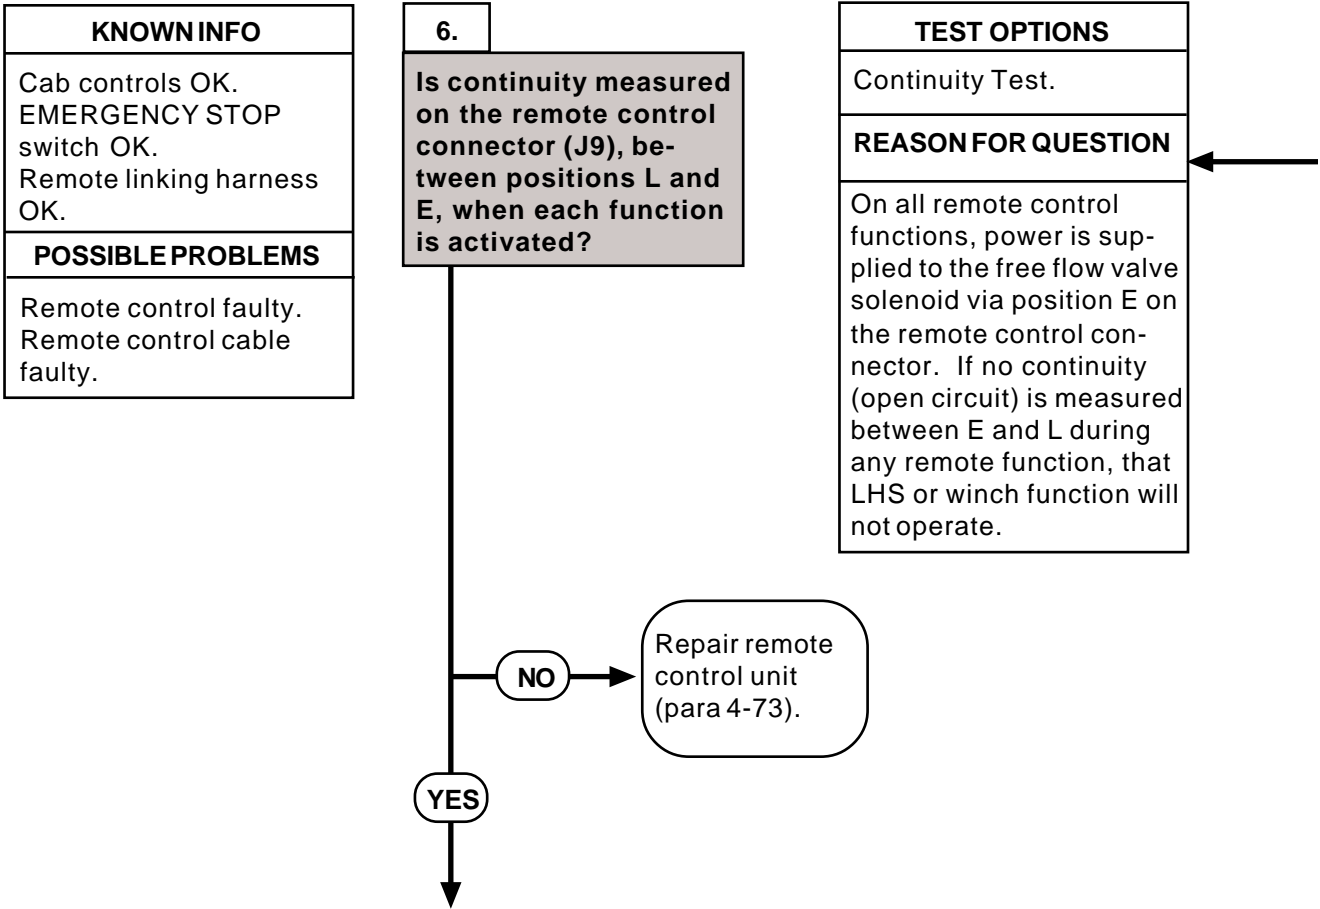 KNOWN INFO
Cab controls OK.
EMERGENCY STOP
switch OK.
Remote linking harness
OK.
POSSIBLE PROBLEMS
Remote control faulty.
Remote control cable
faulty.
6.
Is continuity measured
on the remote control
connector (J9), be-
tween positions L and
E, when each function
is activated?
TEST OPTIONS
Continuity Test.
REASON FOR QUESTION
On all remote control
functions, power is sup-
plied to the free flow valve
solenoid via position E on
the remote control con-
nector. If no continuity
(open circuit) is measured
between E and L during
any remote function, that
LHS or winch function will
not operate.
NO
Repair remote
control unit
(para 4-73).
YES